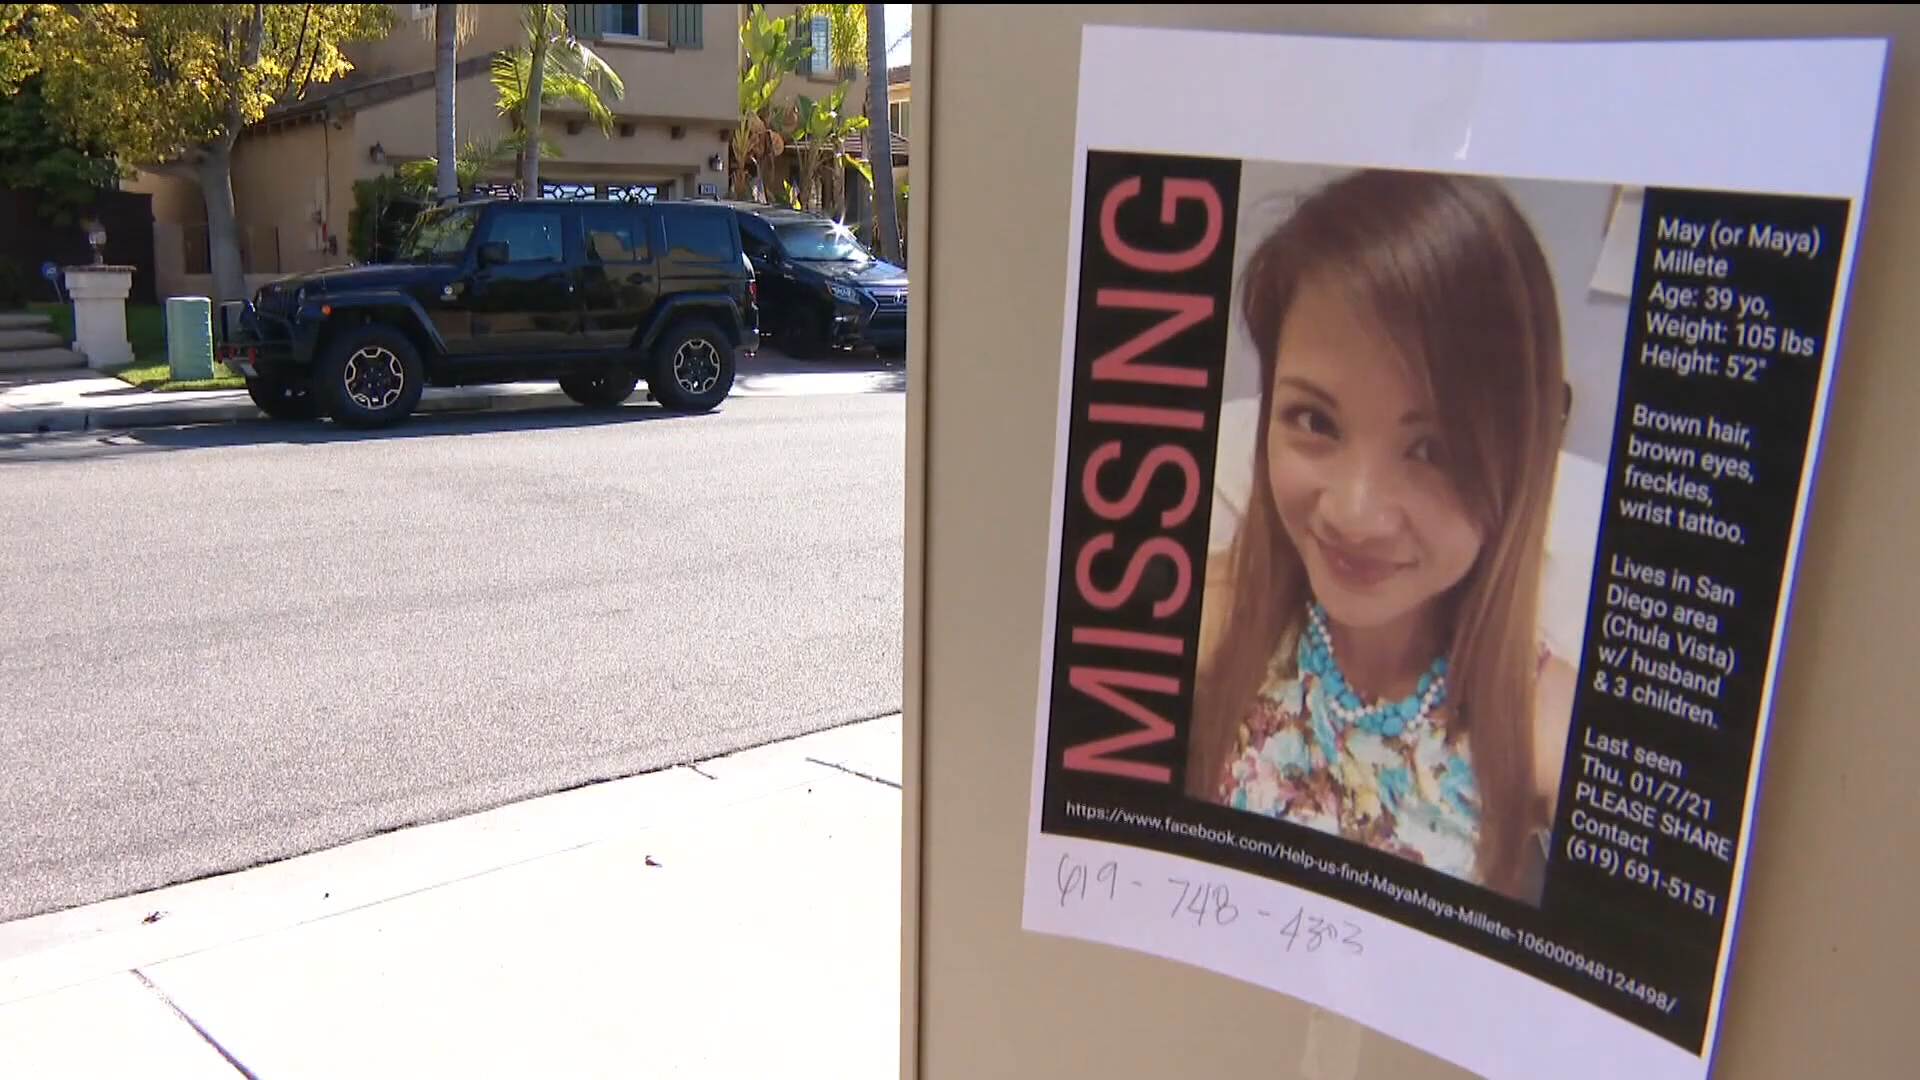 MISSING
May (or Maya)
Millete
Age: 39 yo,
Weight: 105 lbs
Height: 5'2"
Brown hair,
brown eyes,
freckles,
wrist tattoo.
Lives in San
Diego area
(Chula Vista)
w/ husband
& 3 children.
Last seen
Thu. 01/7/21
PLEASE SHARE
Contact
(619) 691-5151
https://www.facebook.com/Help-us-find-MayaMaya-Millete-106000948124498/
619-748-4303